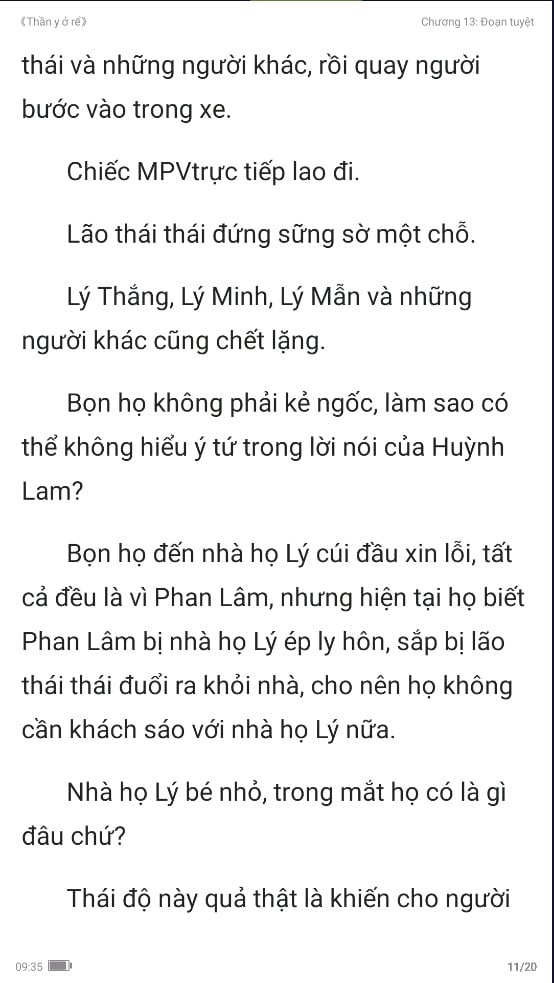 《Thần y ở rể》
Chương 13: Đoạn tuyệt
thái và những người khác, rồi quay người
bước vào trong xe.
Chiếc MPVtrực tiếp lao đi.
Lão thái thái đứng sững sờ một chỗ.
Lý Thắng, Lý Minh, Lý Mẫn và những
người khác cũng chết lặng.
Bọn họ không phải kẻ ngốc, làm sao có
thể không hiểu ý tứ trong lời nói của Huỳnh
Lam?
Bọn họ đến nhà họ Lý cúi đầu xin lỗi, tất
cả đều là vì Phan Lâm, nhưng hiện tại họ biết
Phan Lâm bị nhà họ Lý ép ly hôn, sắp bị lão
thái thái đuổi ra khỏi nhà, cho nên họ không
cần khách sáo với nhà họ Lý nữa.
Nhà họ Lý bé nhỏ, trong mắt họ có là gì
đâu chứ?
Thái độ này quả thật là khiến cho người
09:35
11/20